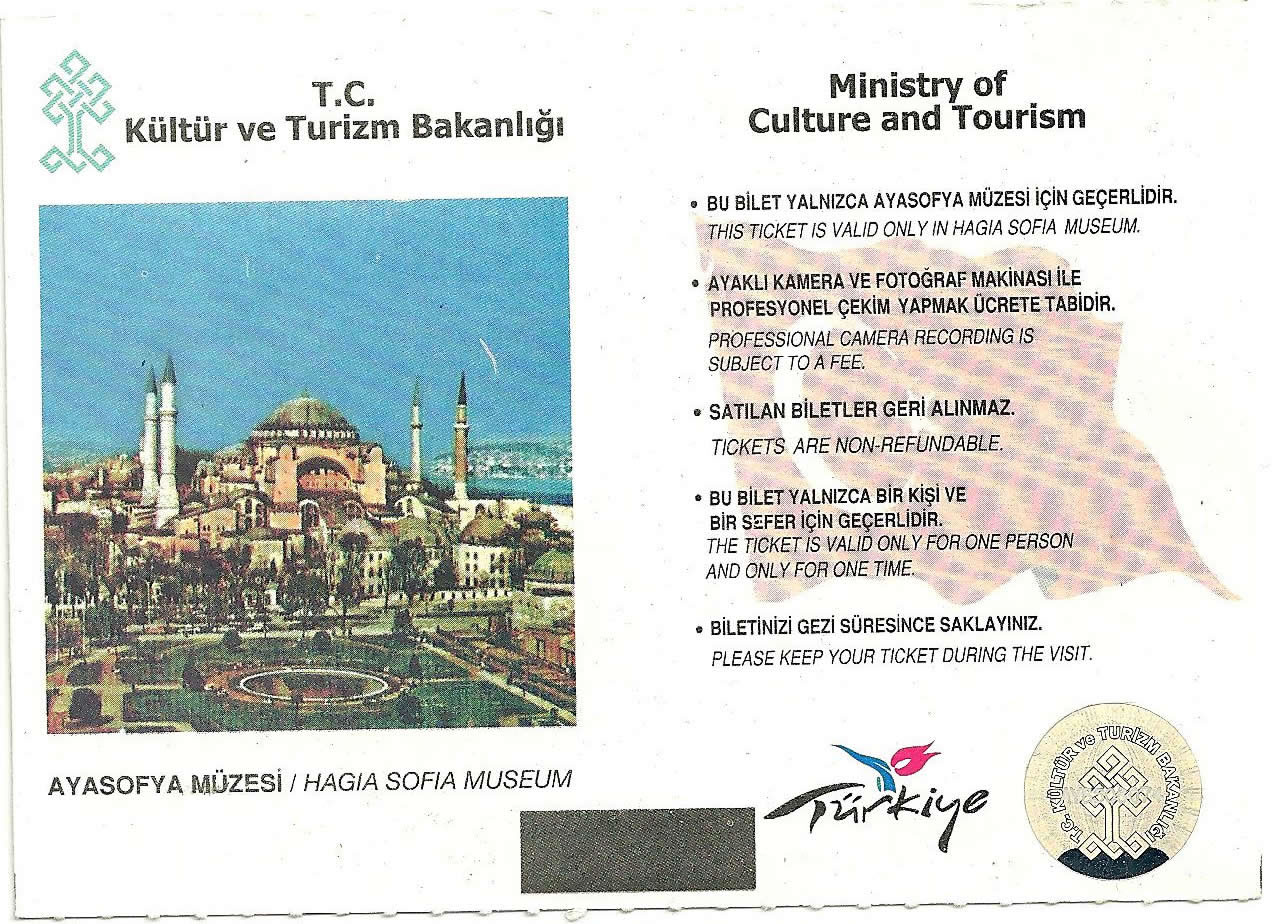 T.C.
Kültür ve Turizm Bakanlığı
AYASOFYA MÜZESİ / HAGIA SOFIA MUSEUM
Ministry of
Culture and Tourism
• BU BİLET YALNIZCA AYASOFYA MÜZESİ İÇİN GEÇERLİDİR.
THIS TICKET IS VALID ONLY IN HAGIA SOFIA MUSEUM.
• AYAKLI KAMERA VE FOTOĞRAF MAKİNASI İLE
PROFESYONEL ÇEKİM YAPMAK ÜCRETE TABİDİR.
PROFESSIONAL CAMERA RECORDING IS
SUBJECT TO A FEE.
• SATILAN BİLETLER GERİ ALINMAZ.
TICKETS ARE NON-REFUNDABLE.
• BU BİLET YALNIZCA BİR KİŞİ VE
BİR SEFER İÇİN GEÇERLİDİR.
THE TICKET IS VALID ONLY FOR ONE PERSON
AND ONLY FOR ONE TIME.
• BİLETİNİZİ GEZİ SÜRESİNCE SAKLAYINIZ.
PLEASE KEEP YOUR TICKET DURING THE VISIT.
Türkiye
T.C. KÜLTÜR ve TURİZM BAKANLIĞI